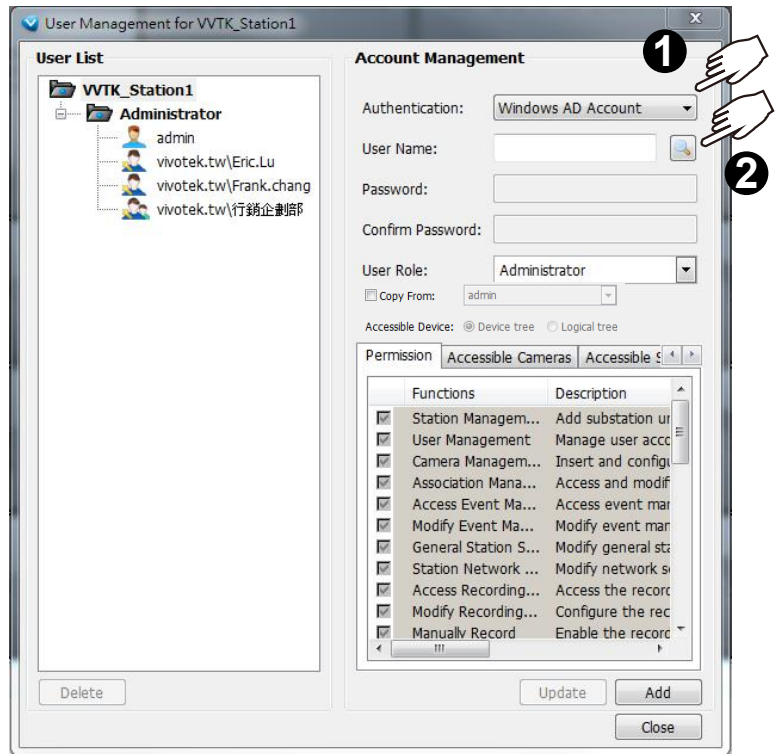 User Management for VVTK_Station1
x
User List
VVTK_Station1
Administrator
admin
vivotek.tw\Eric.Lu
vivotek.tw\Frank.chang
vivotek.tw\行銷企劃部
Delete
Account Management
1
Authentication: Windows AD Account
User Name:
2
Password:
Confirm Password:
User Role: Administrator
Copy From: admin
Accessible Device: Device tree Logical tree
Permission Accessible Cameras Accessible S
Functions Description
Station Managem... Add substation ur
User Management Manage user acco
Camera Managem... Insert and configu
Association Mana... Access and modif
Access Event Ma... Access event mar
Modify Event Ma... Modify event mar
General Station S... Modify general sta
Station Network ... Modify network se
Access Recording... Access the record
Modify Recording... Configure the rec
Manually Record Enable the record
Update Add
Close